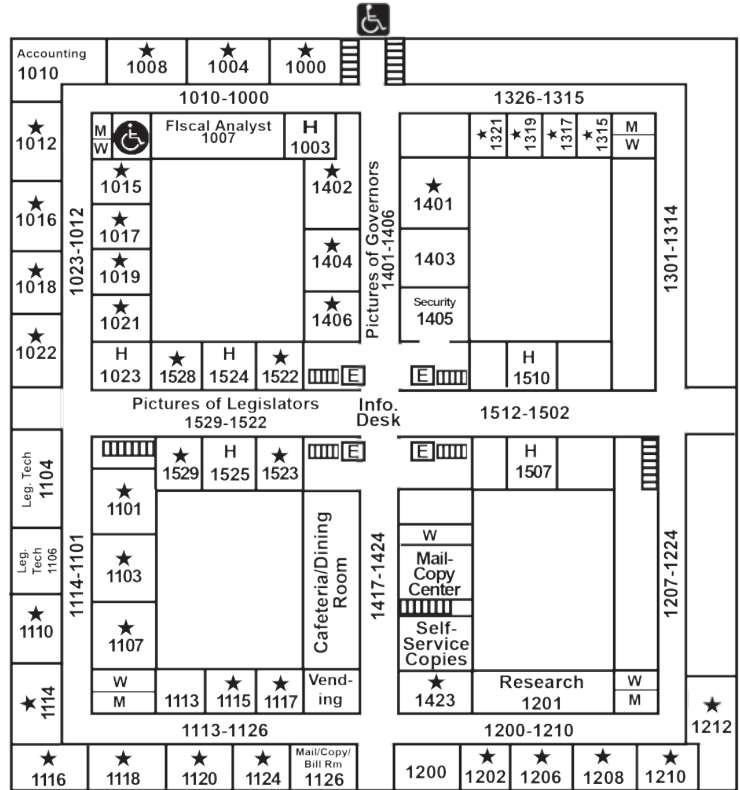 Accounting
1010
1008
1004
1000
1010-1000
1326-1315
M
W
FIscal Analyst
1007
H
1003
1321
1319
1317
1315
M
W
1012
1015
1402
1401
1016
1017
1023-1012
Pictures of Governors
1401-1406
1301-1314
1018
1019
1404
1403
1022
1021
1406
Security
1405
H
1023
1528
H
1524
1522
E
E
H
1510
Pictures of Legislators
1529-1522
Info.
Desk
1512-1502
Leg. Tech
1104
1529
H
1525
1523
E
E
H
1507
1101
Leg.
Tech
1106
1114-1101
1103
Cafeteria/Dining
Room
1417-1424
W
Mail-
Copy
Center
1207-1224
1110
1107
Self-
Service
Copies
1114
W
M
1113
1115
1117
Vend-
ing
1423
Research
1201
W
M
1212
1113-1126
1200-1210
1116
1118
1120
1124
Mail/Copy/
Bill Rm
1126
1200
1202
1206
1208
1210